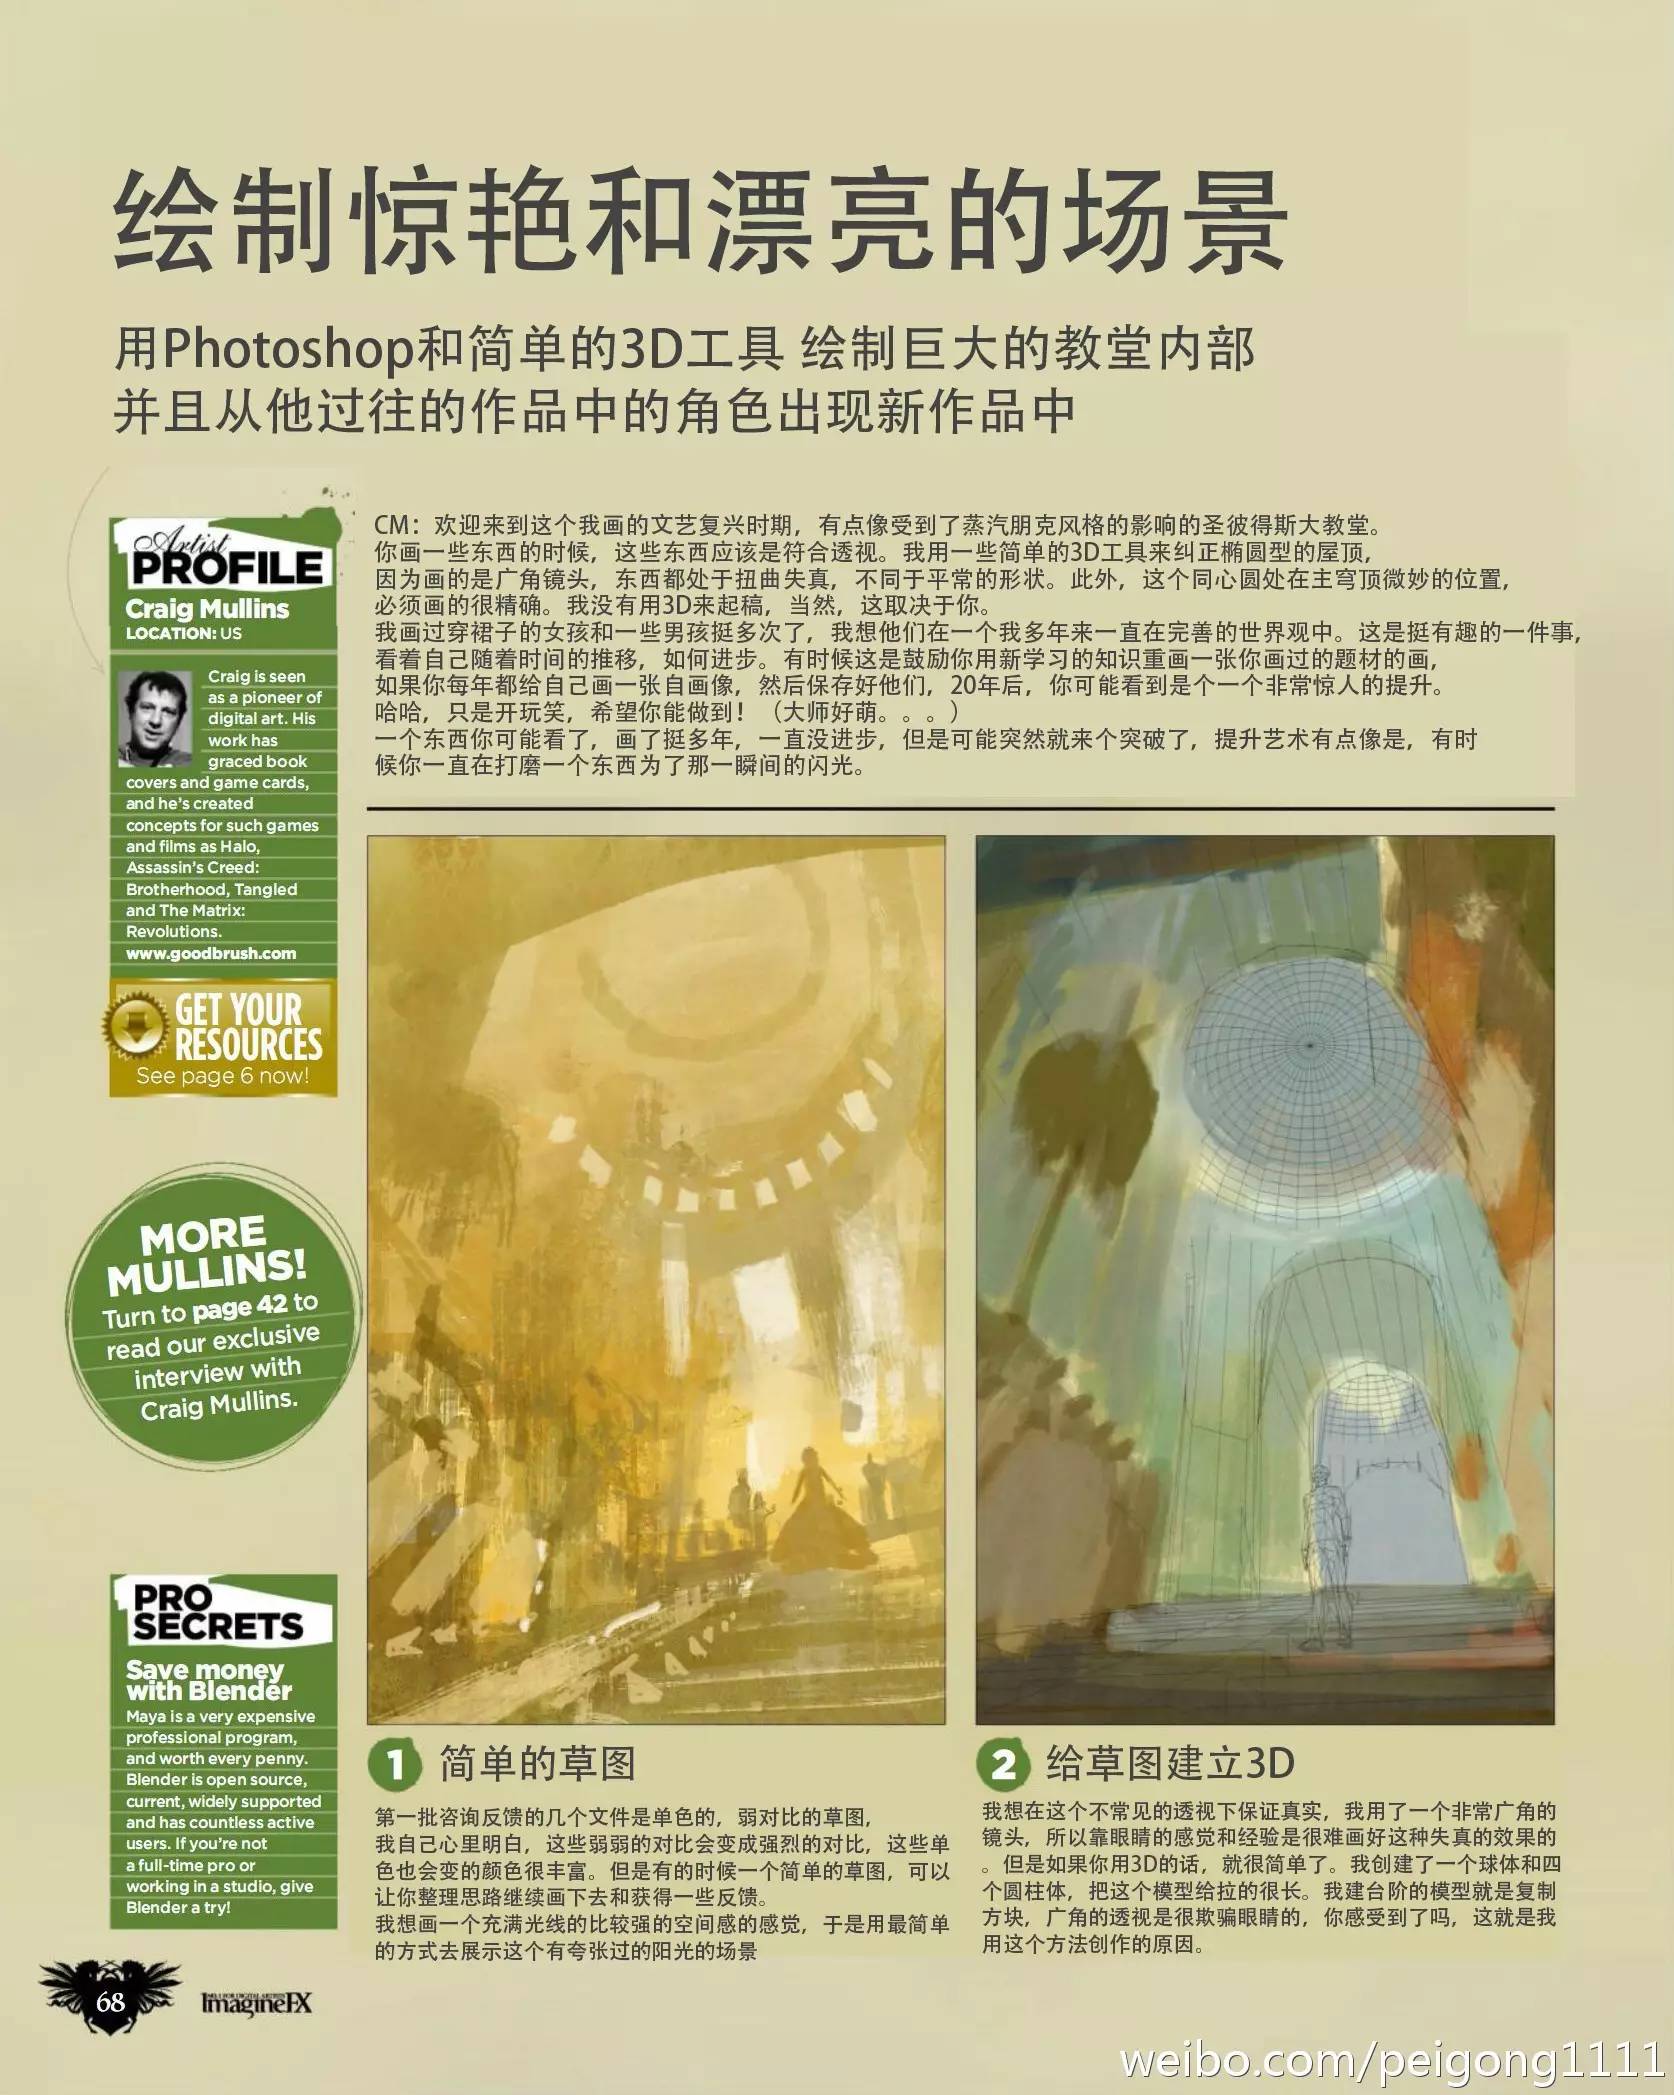 绘制惊艳和漂亮的场景
用Photoshop和简单的3D工具 绘制巨大的教堂内部
并且从他过往的作品中的角色出现新作品中
Artist
PROFILE
Craig Mullins
LOCATION: US
Craig is seen
as a pioneer of
digital art. His
work has
graced book
covers and game cards,
and he's created
concepts for such games
and films as Halo,
Assassin's Creed:
Brotherhood, Tangled
and The Matrix:
Revolutions.
www.goodbrush.com
GET YOUR
RESOURCES
See page 6 now!
MORE
MULLINS!
Turn to page 42 to
read our exclusive
interview with
Craig Mullins.
PRO
SECRETS
Save money
with Blender
Maya is a very expensive
professional program,
and worth every penny.
Blender is open source,
current, widely supported
and has countless active
users. If you're not
a full-time pro or
working in a studio, give
Blender a try!
CM：欢迎来到这个我画的文艺复兴时期，有点像受到了蒸汽朋克风格的影响的圣彼得斯大教堂。
你画一些东西的时候，这些东西应该是符合透视。我用一些简单的3D工具来纠正椭圆型的屋顶，
因为画的是广角镜头，东西都处于扭曲失真，不同于平常的形状。此外，这个同心圆处在主穹顶微妙的位置，
必须画的很精确。我没有用3D来起稿，当然，这取决于你。
我画过穿裙子的女孩和一些男孩挺多次了，我想他们在一个我多年来一直在完善的世界观中。这是挺有趣的一件事，
看着自己随着时间的推移，如何进步。有时候这是鼓励你用新学习的知识重画一张你画过的题材的画，
如果你每年都给自己画一张自画像，然后保存好他们，20年后，你可能看到是个一个非常惊人的提升。
哈哈，只是开玩笑，希望你能做到！（大师好萌。。。）
一个东西你可能看了，画了挺多年，一直没进步，但是可能突然就来个突破了，提升艺术有点像是，有时
候你一直在打磨一个东西为了那一瞬间的闪光。
1 简单的草图
第一批咨询反馈的几个文件是单色的，弱对比的草图，
我自己心里明白，这些弱弱的对比会变成强烈的对比，这些单
色也会变的颜色很丰富。但是有的时候一个简单的草图，可以
让你整理思路继续画下去和获得一些反馈。
我想画一个充满光线的比较强的空间感的感觉，于是用最简单
的方式去展示这个有夸张过的阳光的场景
2 给草图建立3D
我想在这个不常见的透视下保证真实，我用了一个非常广角的
镜头，所以靠眼睛的感觉和经验是很难画好这种失真的效果的
。但是如果你用3D的话，就很简单了。我创建了一个球体和四
个圆柱体，把这个模型给拉的很长。我建台阶的模型就是复制
方块，广角的透视是很欺骗眼睛的，你感受到了吗，这就是我
用这个方法创作的原因。
68
ImagineFX
weibo.com/peigong1111